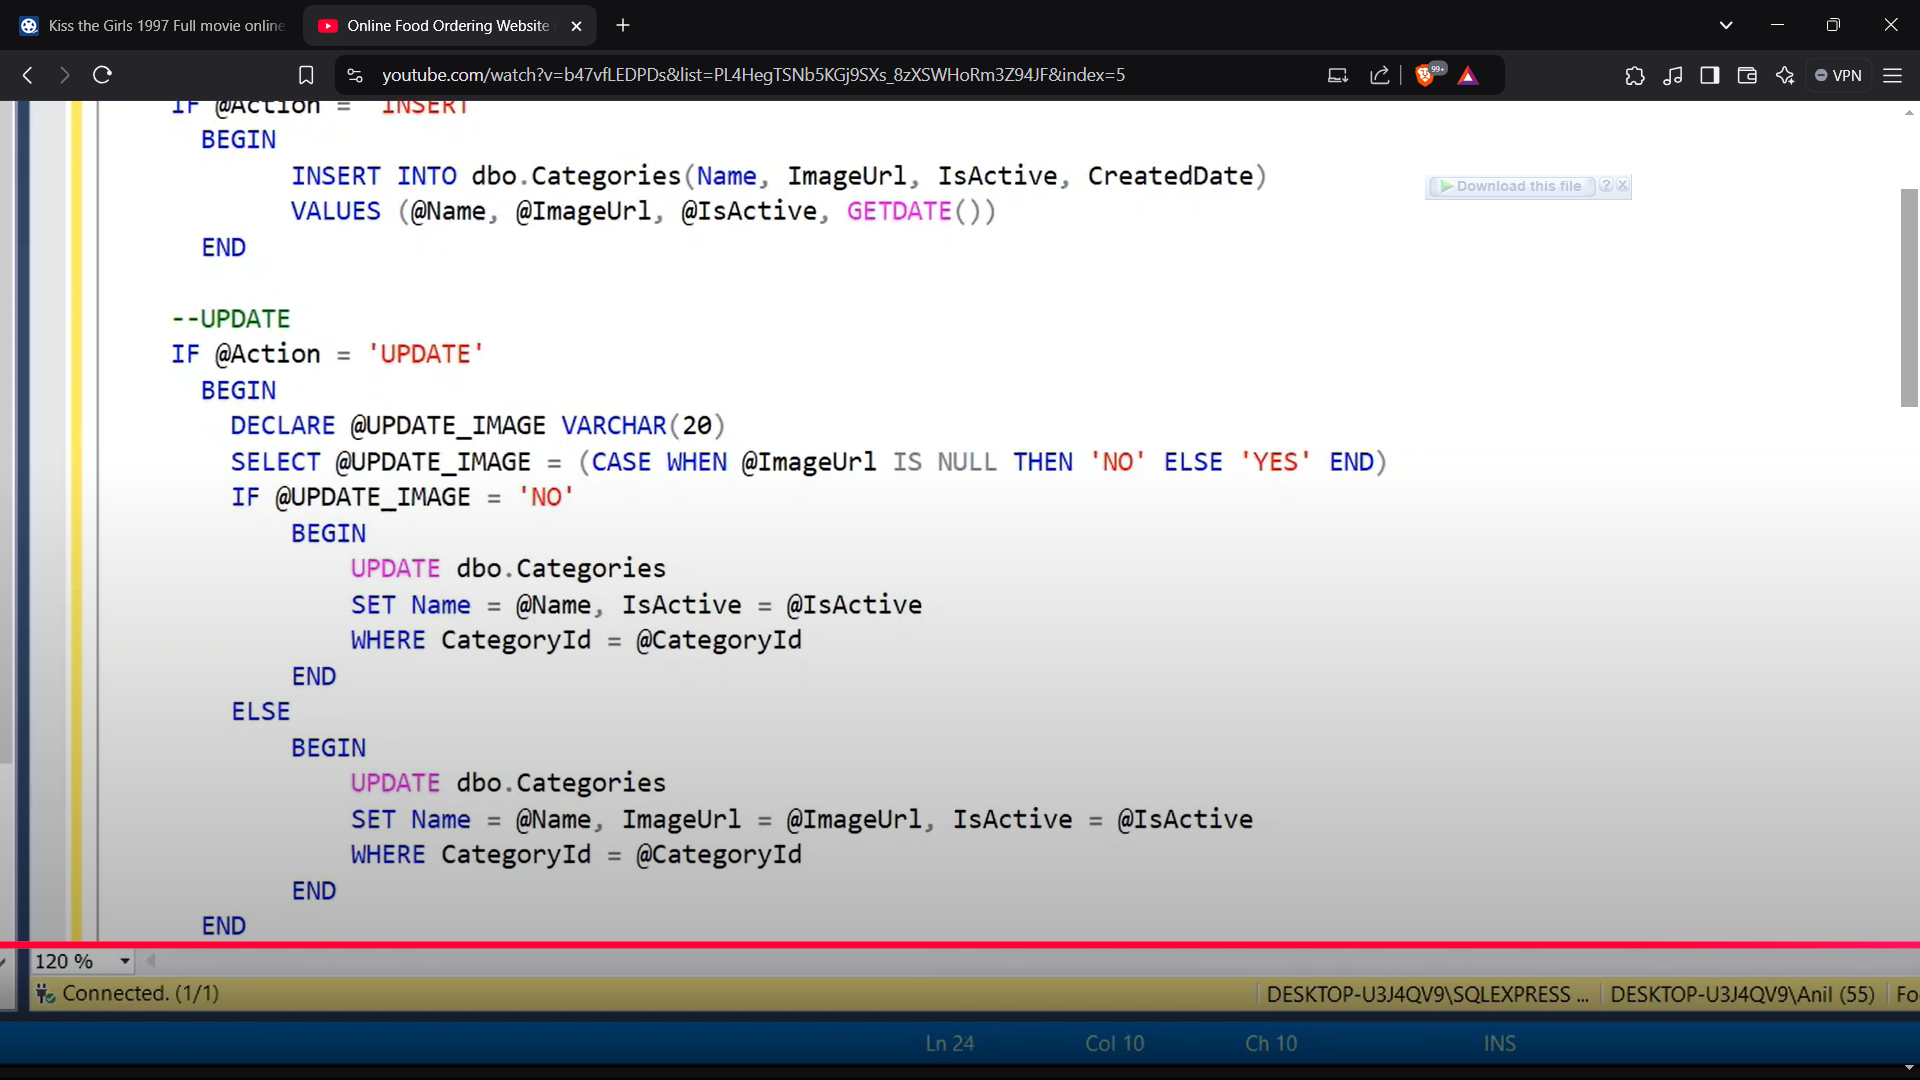 Kiss the Girls 1997 Full movie online
Online Food Ordering Website
youtube.com/watch?v=b47vfLEDPDs&list=PL4HegTSNb5KGj9SXs_8zXSWHoRm3Z94JF&index=5
99+
VPN
IF @Action = 'INSERT'
BEGIN
INSERT INTO dbo.Categories(Name, ImageUrl, IsActive, CreatedDate)
VALUES (@Name, @ImageUrl, @IsActive, GETDATE())
END
Download this file ? X
--UPDATE
IF @Action = 'UPDATE'
BEGIN
DECLARE @UPDATE_IMAGE VARCHAR(20)
SELECT @UPDATE_IMAGE = (CASE WHEN @ImageUrl IS NULL THEN 'NO' ELSE 'YES' END)
IF @UPDATE_IMAGE = 'NO'
BEGIN
UPDATE dbo.Categories
SET Name = @Name, IsActive = @IsActive
WHERE CategoryId = @CategoryId
END
ELSE
BEGIN
UPDATE dbo.Categories
SET Name = @Name, ImageUrl = @ImageUrl, IsActive = @IsActive
WHERE CategoryId = @CategoryId
END
END
120 %
Connected. (1/1)
DESKTOP-U3J4QV9\SQLEXPRESS ...
DESKTOP-U3J4QV9\Anil (55)
Fo
Ln 24
Col 10
Ch 10
INS